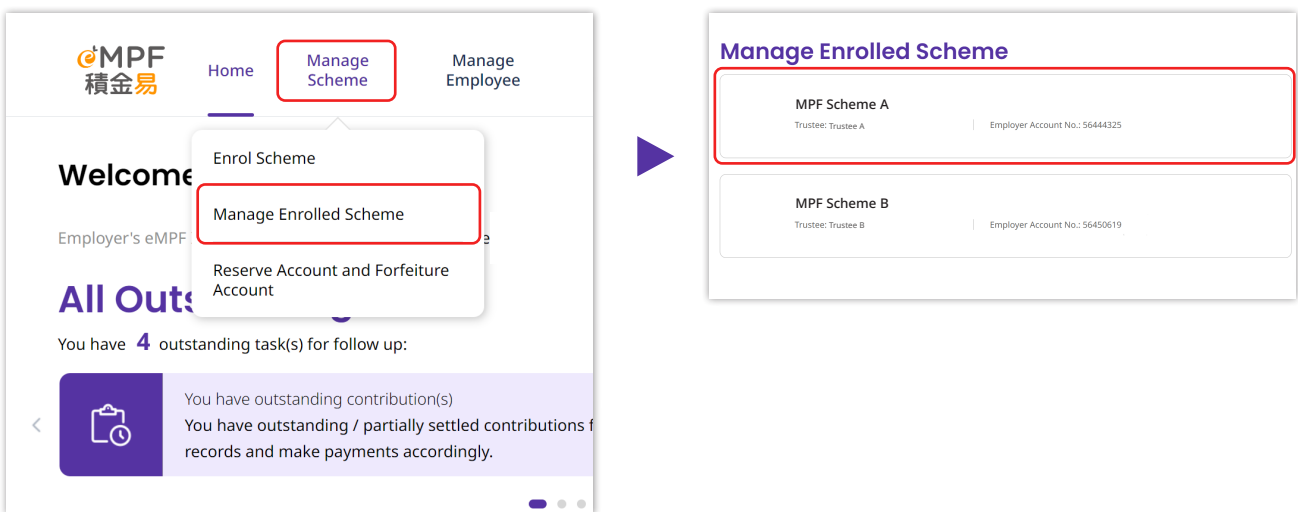 eMPF
積金易
Home
Manage
Scheme
Manage
Employee
Enrol Scheme
Manage Enrolled Scheme
Reserve Account and Forfeiture
Account
Welcome
Employer's eMPF
e
All Outs
g
You have 4 outstanding task(s) for follow up:
You have outstanding contribution(s)
You have outstanding / partially settled contributions f
records and make payments accordingly.
Manage Enrolled Scheme
MPF Scheme A
Trustee: Trustee A
Employer Account No.: 56444325
MPF Scheme B
Trustee: Trustee B
Employer Account No.: 56450619